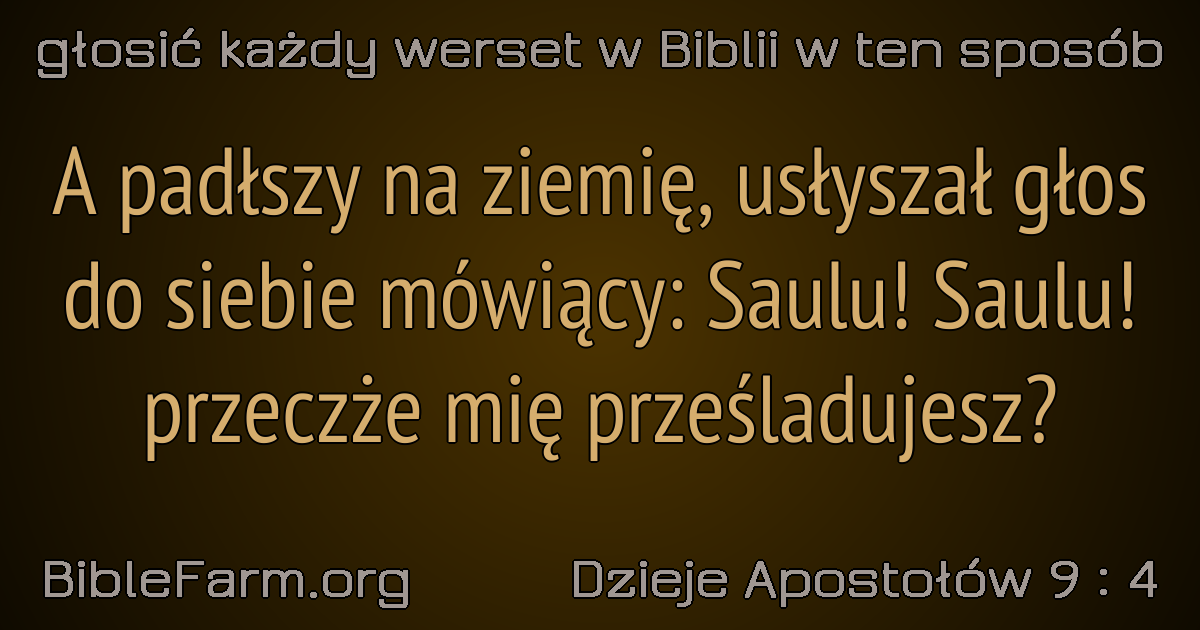 głosić każdy werset w Biblii w ten sposób
A padłszy na ziemię, usłyszał głos
do siebie mówiący: Saulu! Saulu!
przeczże mię prześladujesz?
BibleFarm.org
Dzieje Apostołów 9 : 4